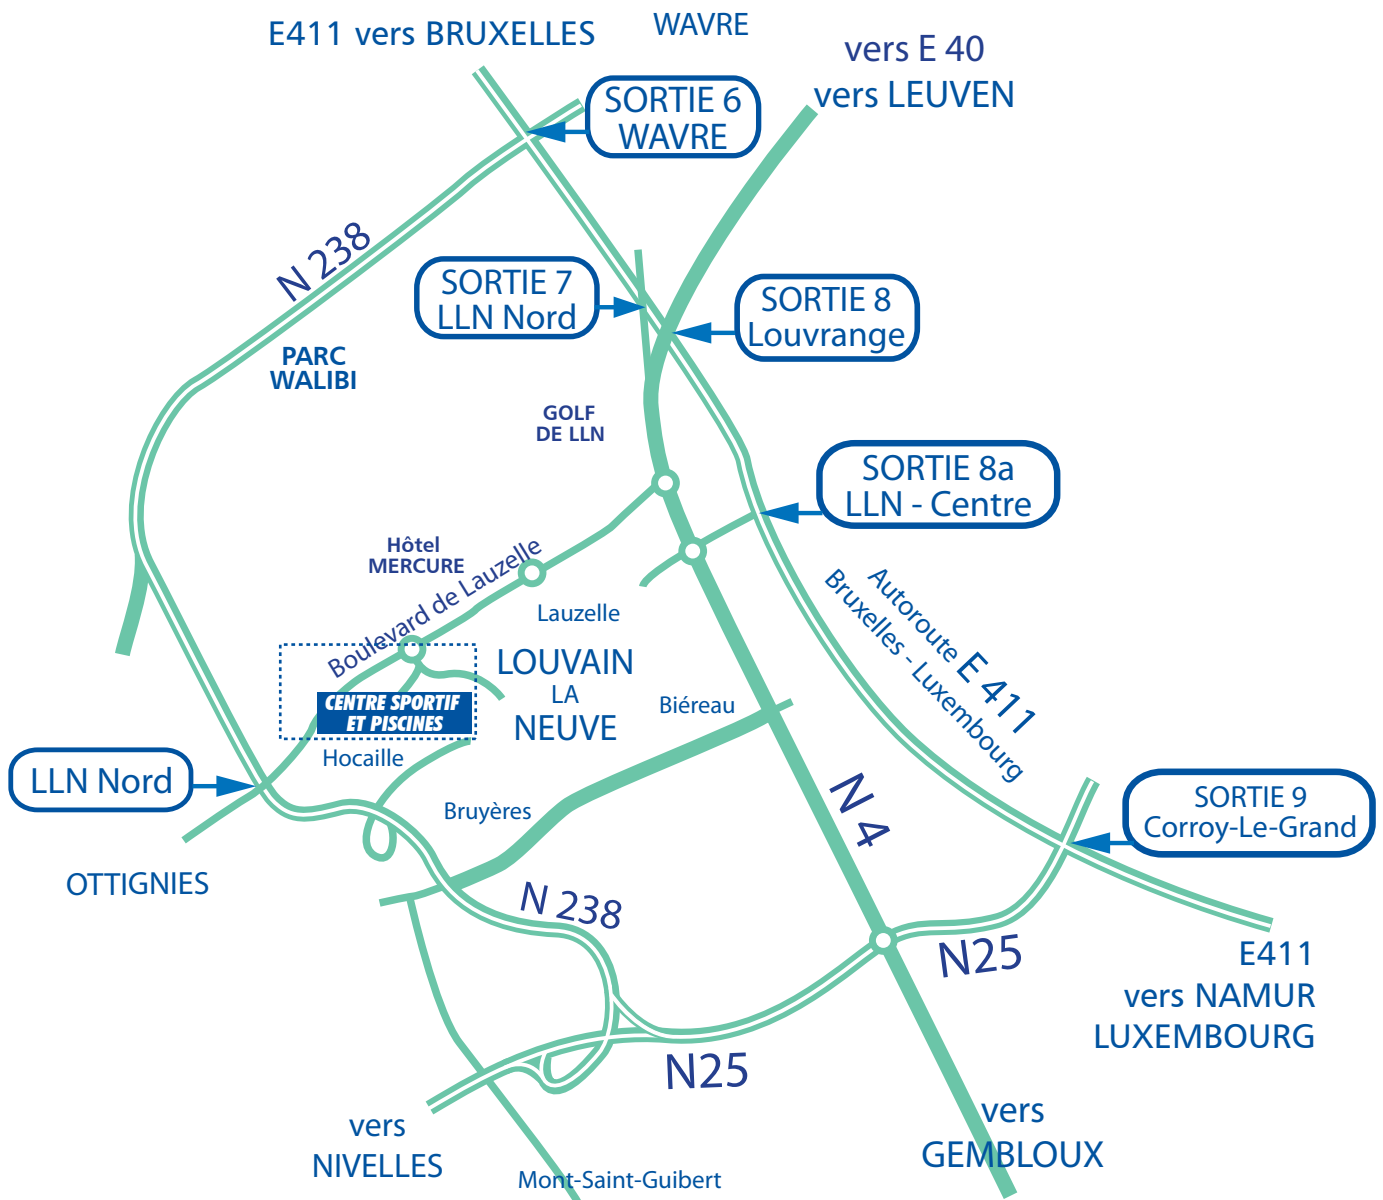 WAVRE
E411 vers BRUXELLES
vers E 40
vers LEUVEN
SORTIE 6
WAVRE
N 238
SORTIE 7
LLN Nord
SORTIE 8
Louvrange
PARC
WALIBI
GOLF
DE LLN
SORTIE 8a
LLN - Centre
Hôtel
MERCURE
Boulevard de Lauzelle
Lauzelle
Autoroute E 411
Bruxelles - Luxembourg
LOUVAIN
LA
NEUVE
Biéreau
CENTRE SPORTIF
ET PISCINES
Hocaille
LLN Nord
Bruyères
N 4
SORTIE 9
Corroy-Le-Grand
OTTIGNIES
N 238
N25
E411
vers NAMUR
LUXEMBOURG
N25
vers
NIVELLES
vers
GEMBLOUX
Mont-Saint-Guibert